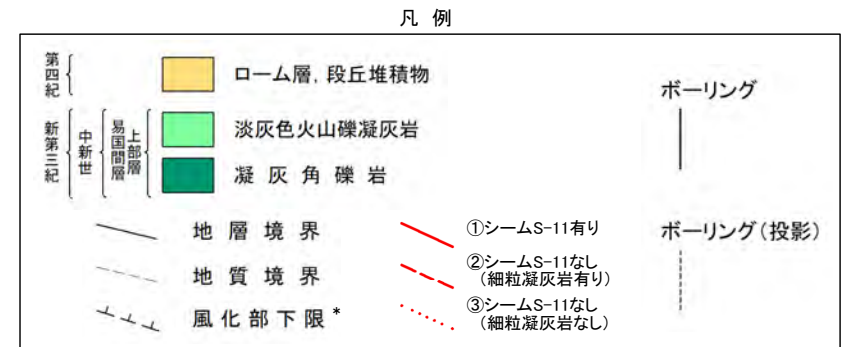 凡 例
第四紀
ローム層，段丘堆積物
新第三紀
中新世
易国間層
上部層
淡灰色火山礫凝灰岩
凝 灰 角 礫 岩
ボーリング
地 層 境 界
地 質 境 界
風 化 部 下 限 *
①シームS-11有り
②シームS-11なし
（細粒凝灰岩有り）
③シームS-11なし
（細粒凝灰岩なし）
ボーリング（投影）